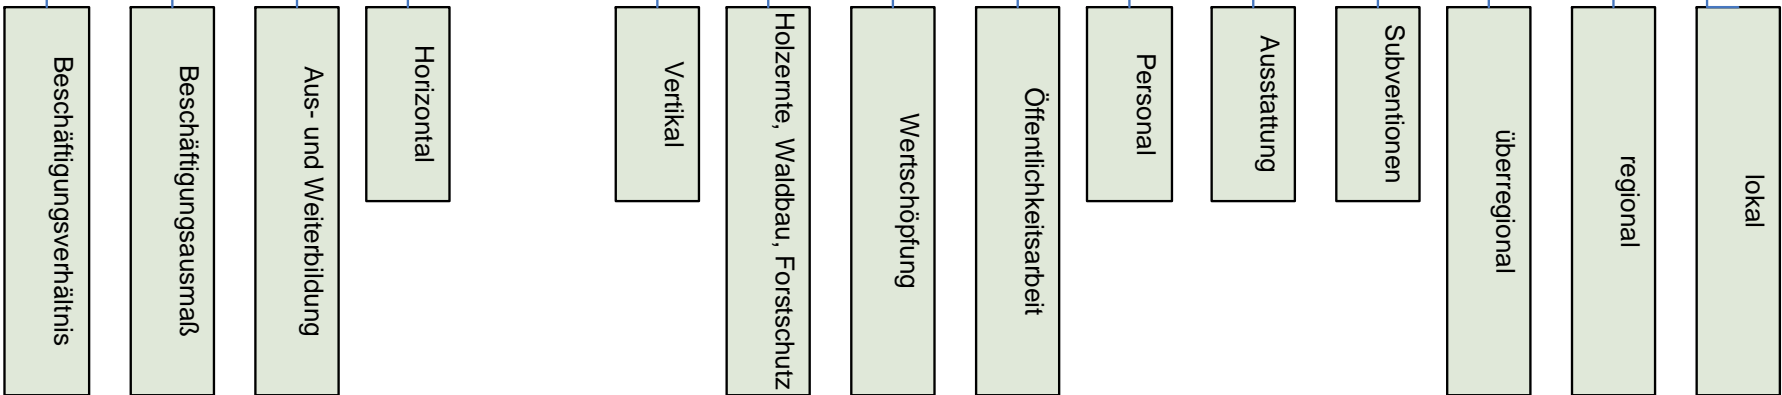 Beschäftigungsverhältnis
Beschäftigungsausmaß
Aus- und Weiterbildung
Horizontal
Vertikal
Holzernte, Waldbau, Forstschutz
Wertschöpfung
Öffentlichkeitsarbeit
Personal
Ausstattung
Subventionen
überregional
regional
lokal